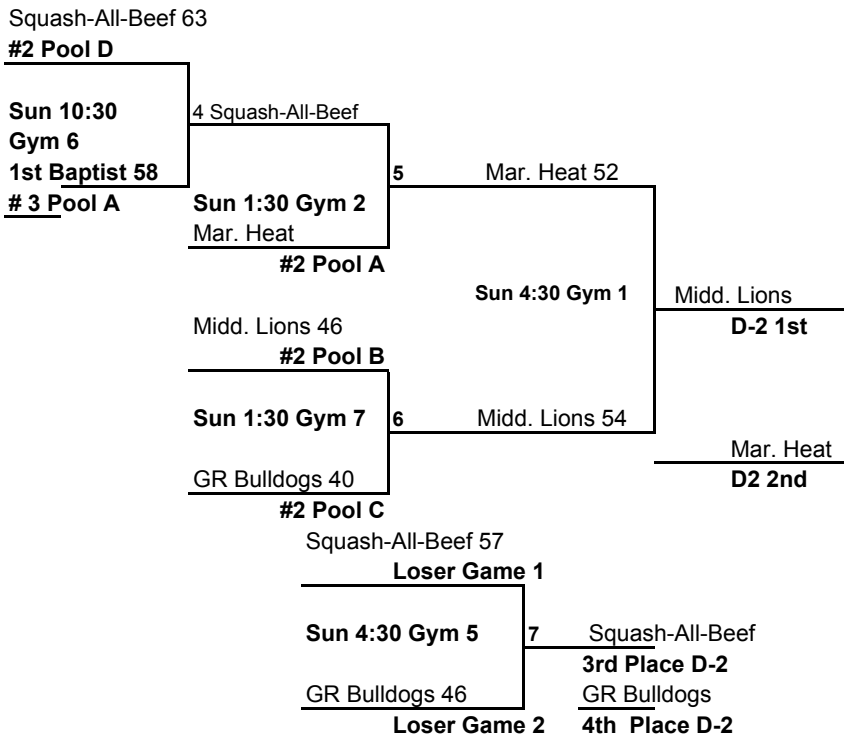 Squash-All-Beef 63
#2 Pool D
Sun 10:30
Gym 6
4 Squash-All-Beef
1st Baptist 58
# 3 Pool A
5 Mar. Heat 52
Sun 1:30 Gym 2
Mar. Heat
#2 Pool A
Sun 4:30 Gym 1
Midd. Lions
D-2 1st
Midd. Lions 46
#2 Pool B
Sun 1:30 Gym 7
6 Midd. Lions 54
Mar. Heat
D2 2nd
GR Bulldogs 40
#2 Pool C
Squash-All-Beef 57
Loser Game 1
Sun 4:30 Gym 5
7 Squash-All-Beef
3rd Place D-2
GR Bulldogs 46
GR Bulldogs
Loser Game 2
4th Place D-2